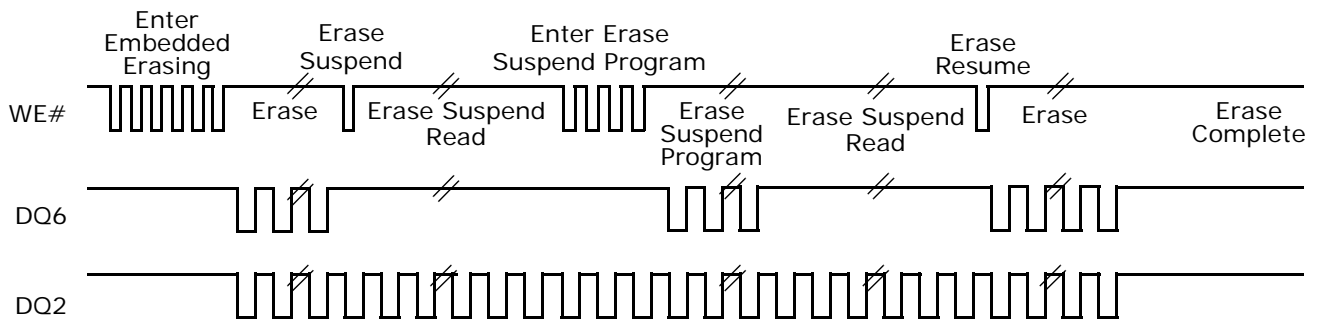 Enter
Embedded
Erasing
Erase
Suspend
Enter Erase
Suspend Program
Erase
Resume
WE#
Erase
Erase Suspend
Read
Erase
Suspend
Program
Erase Suspend
Read
Erase
Erase
Complete
DQ6
DQ2